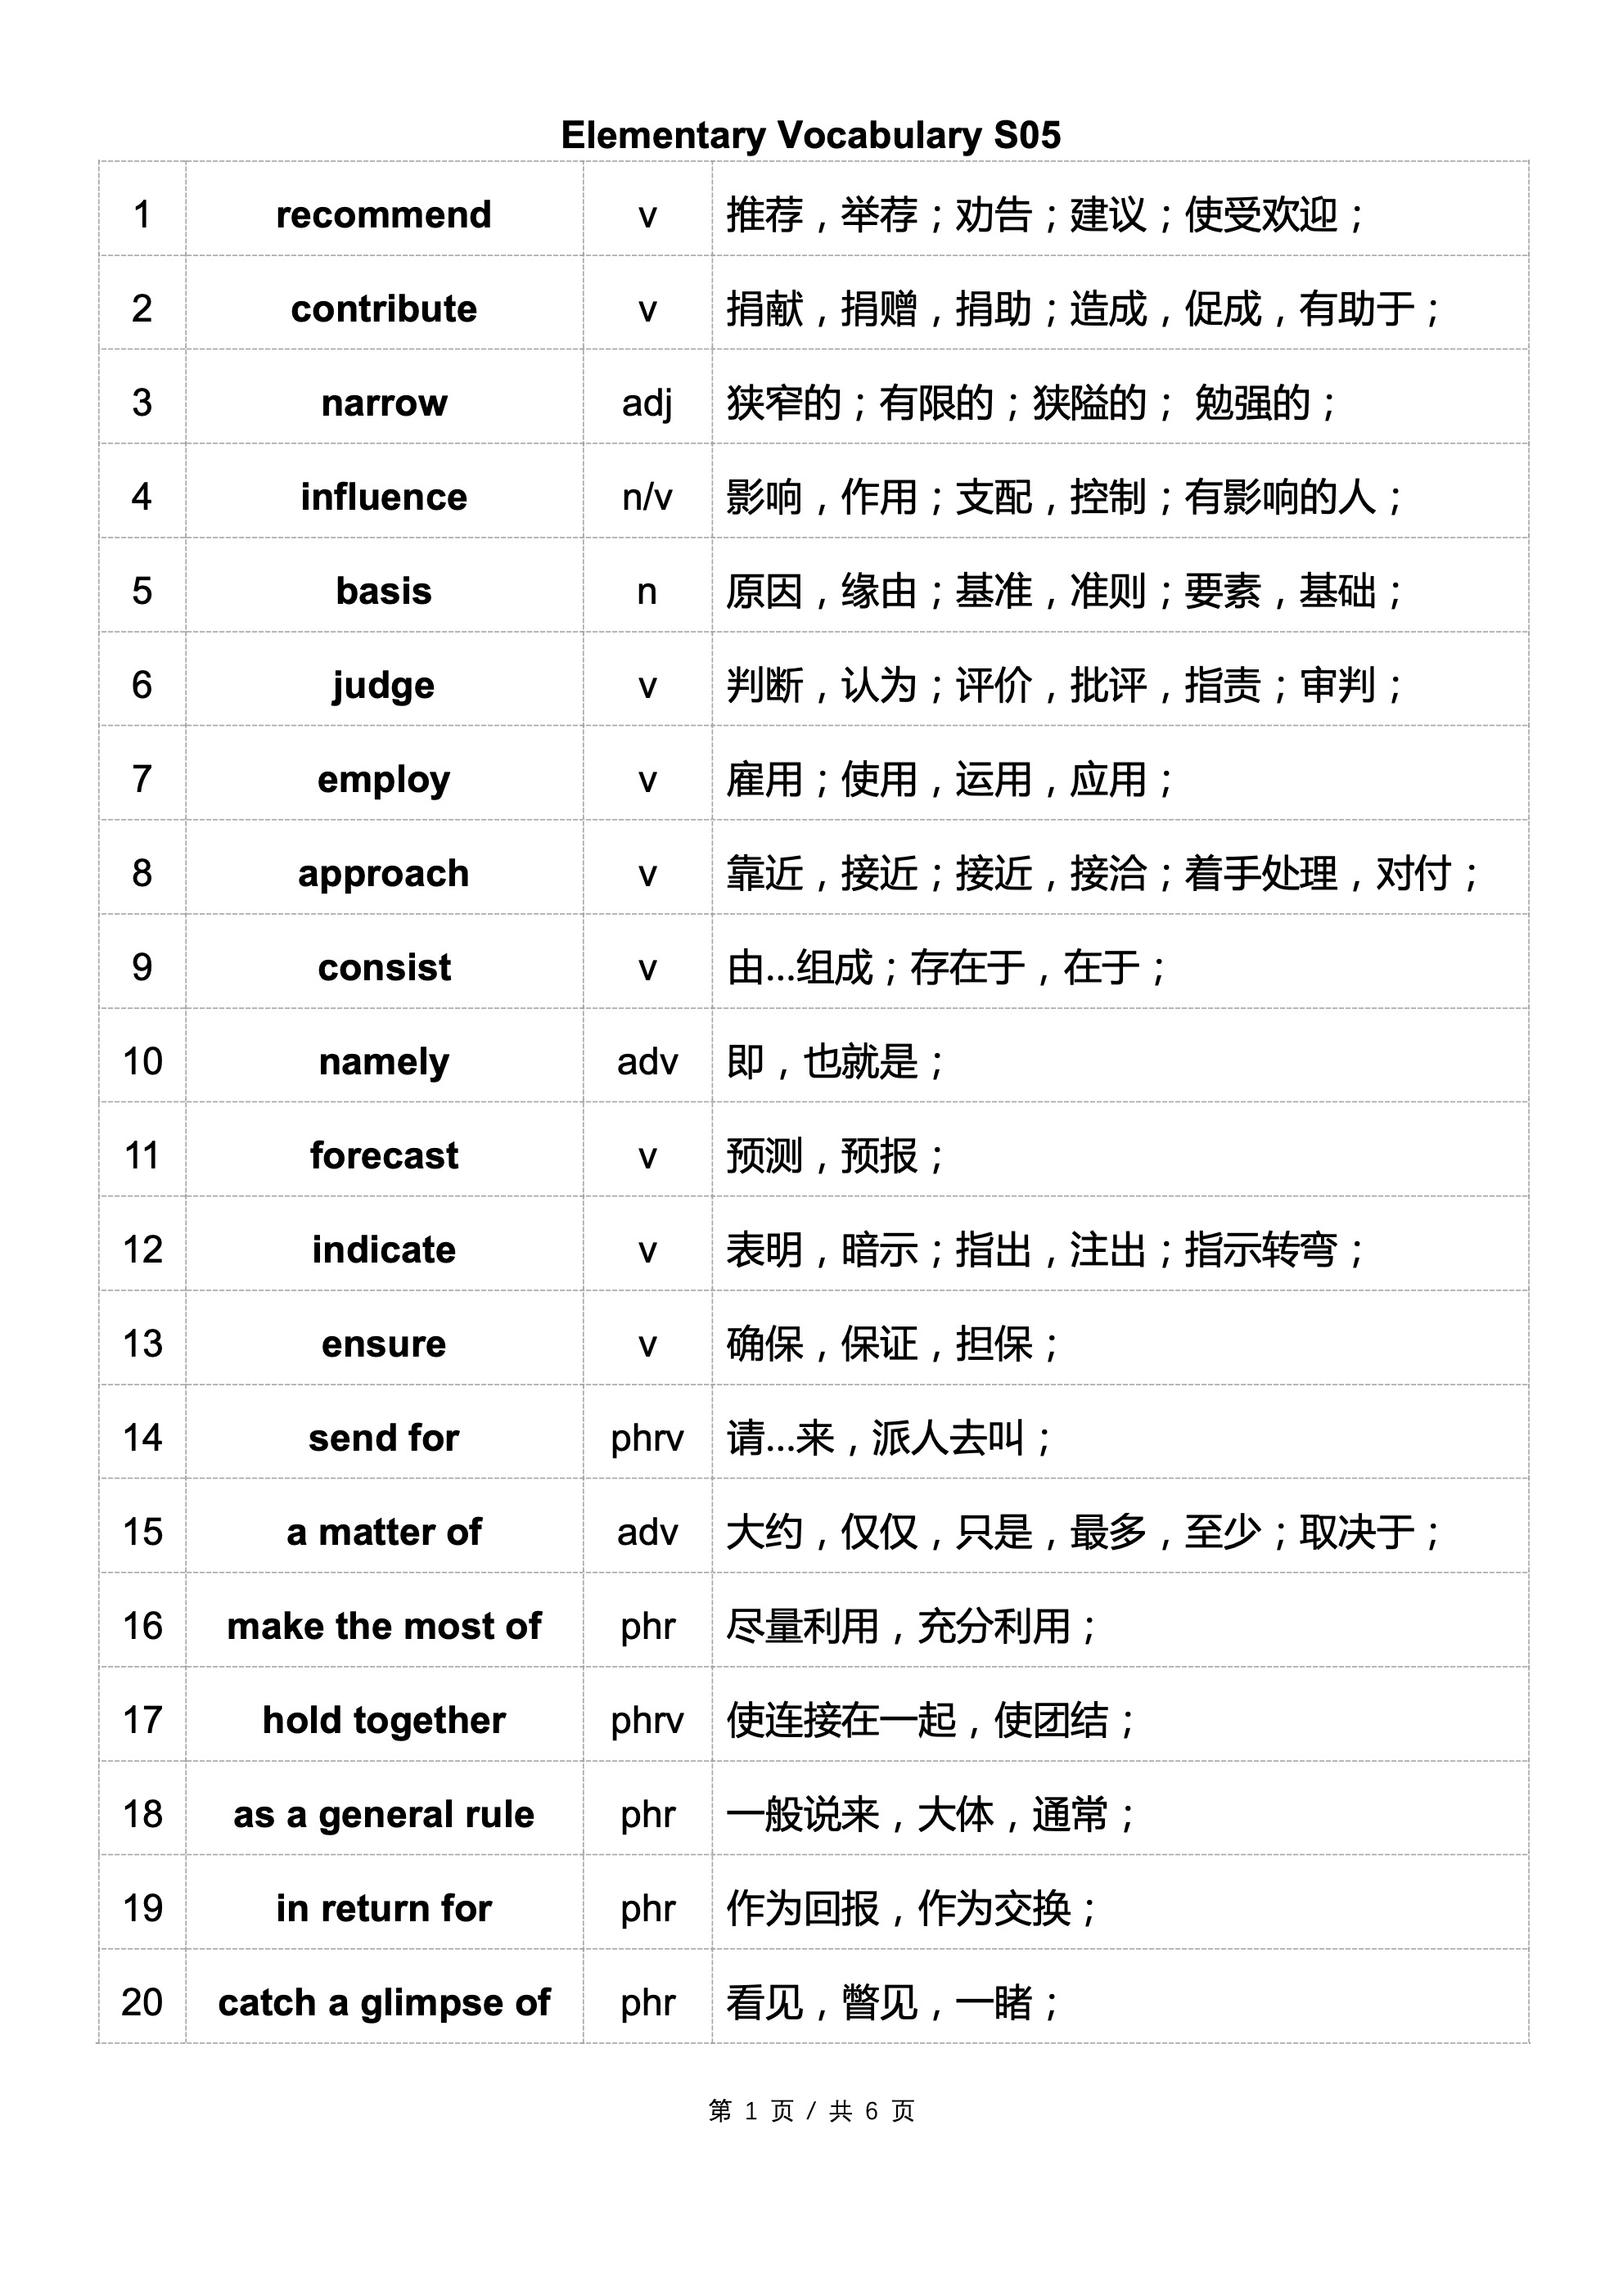 Elementary Vocabulary S05
1 recommend v 推荐，举荐；劝告；建议；使受欢迎；
2 contribute v 捐献，捐赠，捐助；造成，促成，有助于；
3 narrow adj 狭窄的；有限的；狭隘的； 勉强的；
4 influence n/v 影响，作用；支配，控制；有影响的人；
5 basis n 原因，缘由；基准，准则；要素，基础；
6 judge v 判断，认为；评价，批评，指责；审判；
7 employ v 雇用；使用，运用，应用；
8 approach v 靠近，接近；接近，接洽；着手处理，对付；
9 consist v 由...组成；存在于，在于；
10 namely adv 即，也就是；
11 forecast v 预测，预报；
12 indicate v 表明，暗示；指出，注出；指示转弯；
13 ensure v 确保，保证，担保；
14 send for phrv 请...来，派人去叫；
15 a matter of adv 大约，仅仅，只是，最多，至少；取决于；
16 make the most of phr 尽量利用，充分利用；
17 hold together phrv 使连接在一起，使团结；
18 as a general rule phr 一般说来，大体，通常；
19 in return for phr 作为回报，作为交换；
20 catch a glimpse of phr 看见，瞥见，一睹；
第 1 页 / 共 6 页